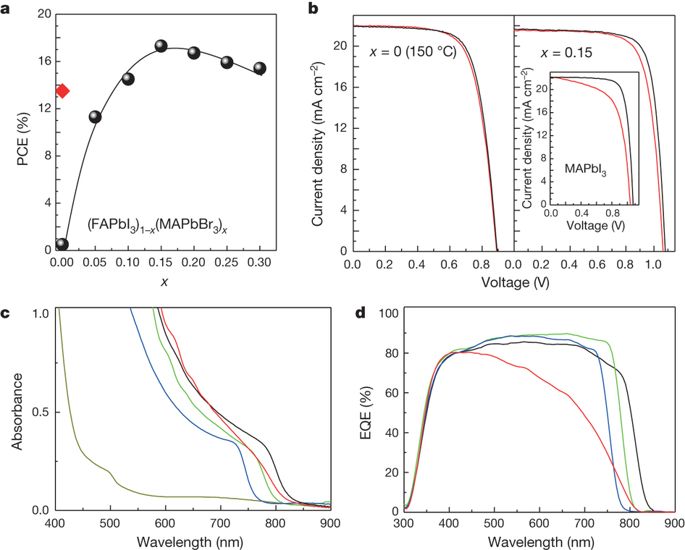 a
20
16
12
8
4
0
PCE (%)
(FAPbI3)1–x(MAPbBr3)x
0.00 0.05 0.10 0.15 0.20 0.25 0.30
x
b
20
16
12
8
4
0
Current density (mA cm–2)
x = 0 (150 °C)
0.0 0.2 0.4 0.6 0.8
x = 0.15
20
16
12
8
4
0
Current density (mA cm–2)
MAPbI3
0.0 0.4 0.8
Voltage (V)
0.0 0.2 0.4 0.6 0.8 1.0
Voltage (V)
c
1.0
0.5
0.0
Absorbance
400 500 600 700 800 900
Wavelength (nm)
d
100
80
60
40
20
0
EQE (%)
300 400 500 600 700 800 900
Wavelength (nm)